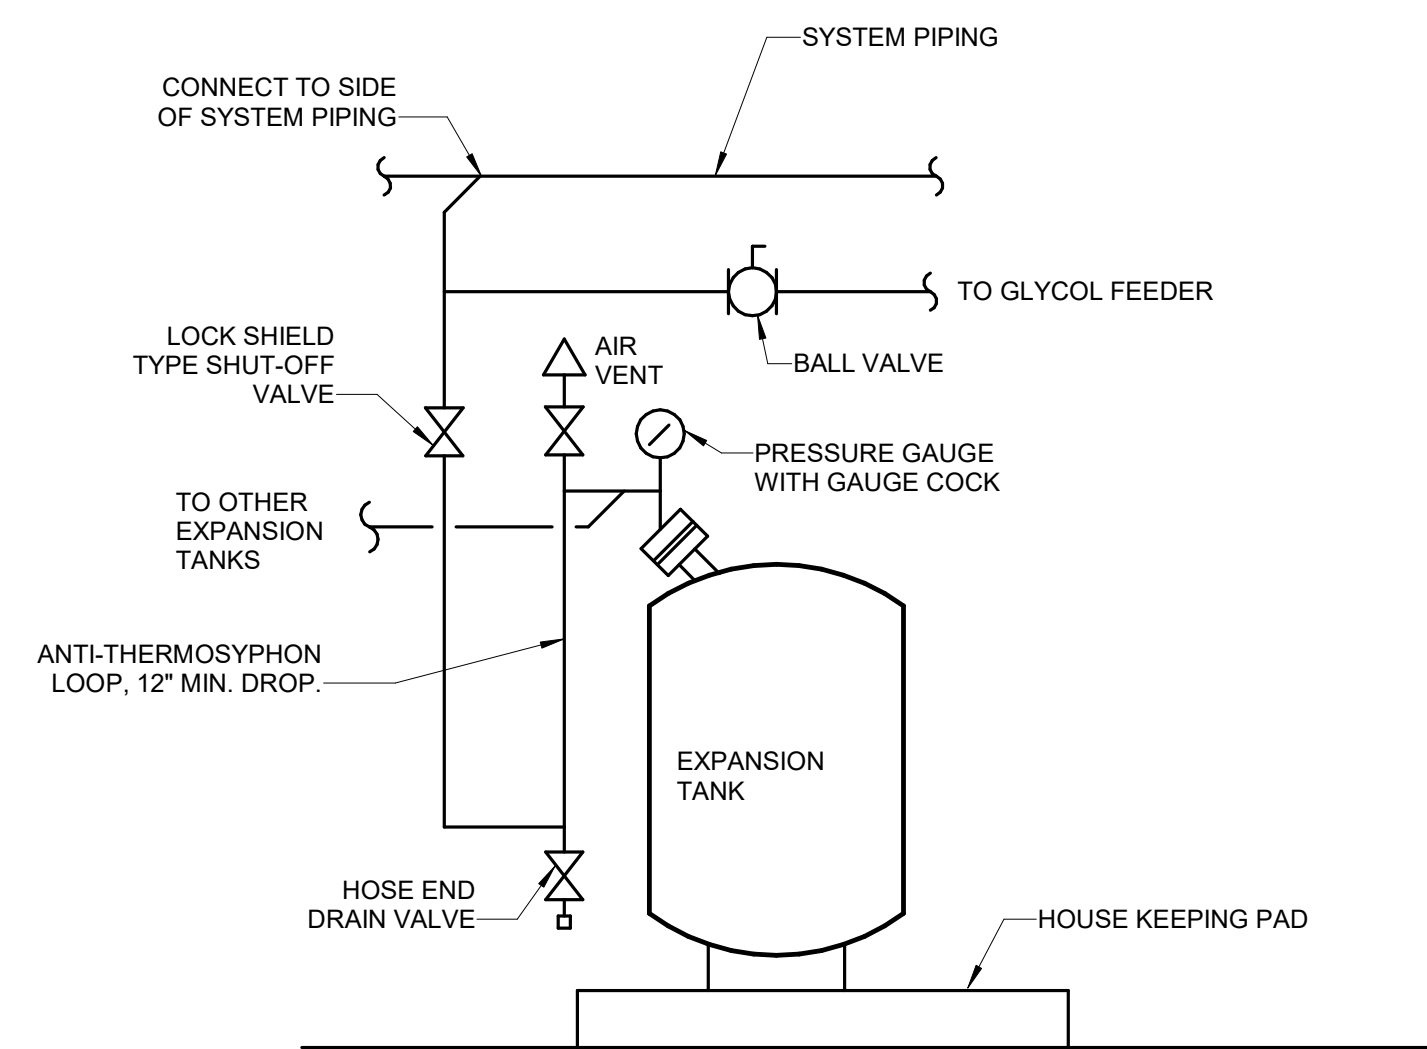 SYSTEM PIPING
CONNECT TO SIDE
OF SYSTEM PIPING
TO GLYCOL FEEDER
LOCK SHIELD
TYPE SHUT-OFF
VALVE
AIR
VENT
BALL VALVE
PRESSURE GAUGE
WITH GAUGE COCK
TO OTHER
EXPANSION
TANKS
ANTI-THERMOSYPHON
LOOP, 12" MIN. DROP.
EXPANSION
TANK
HOSE END
DRAIN VALVE
HOUSE KEEPING PAD